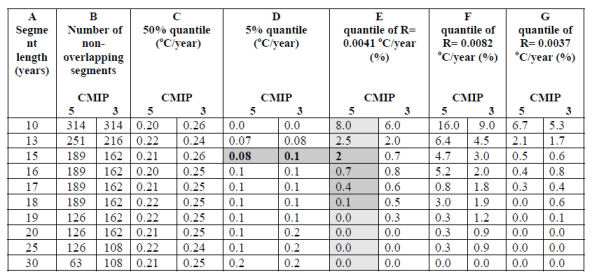 A B C D E F G
Segme Number of 50% quantile 5% quantile quantile of R= quantile of quantile of
nt non- (°C/year) (°C/year) 0.0041 °C/year R= 0.0082 R= 0.0037
length overlapping (%) °C/year (%) °C/year (%)
(years) segments
CMIP CMIP CMIP CMIP CMIP CMIP
5 3 5 3 5 3 5 3 5 3 5 3
10 314 314 0.20 0.26 0.0 0.0 8.0 6.0 16.0 9.0 6.7 5.3
13 251 216 0.22 0.24 0.07 0.08 2.5 2.0 6.4 4.5 2.1 1.7
15 189 162 0.21 0.26 0.08 0.1 2 0.7 4.7 3.0 0.5 0.6
16 189 162 0.20 0.25 0.1 0.1 0.7 0.8 5.2 2.0 0.4 0.8
17 189 162 0.21 0.25 0.1 0.1 0.4 0.6 0.8 1.8 0.3 0.4
18 189 162 0.22 0.25 0.1 0.1 0.1 0.5 3.0 1.9 0.0 0.6
19 126 162 0.21 0.25 0.1 0.1 0.0 0.3 0.3 1.2 0.0 0.1
20 126 162 0.21 0.25 0.1 0.2 0.0 0.0 0.3 0.9 0.0 0.0
25 126 108 0.22 0.24 0.1 0.2 0.0 0.0 0.3 0.9 0.0 0.0
30 63 108 0.21 0.25 0.2 0.2 0.0 0.0 0.0 0.0 0.0 0.0